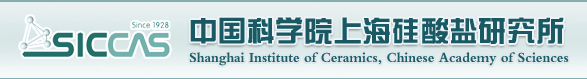 Since 1928
SICCAS
中国科学院上海硅酸盐研究所
Shanghai Institute of Ceramics, Chinese Academy of Sciences